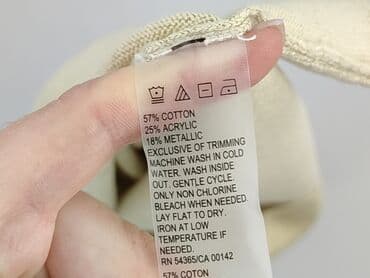 57% COTTON
25% ACRYLIC
18% METALLIC
EXCLUSIVE OF TRIMMING
MACHINE WASH IN COLD
WATER. WASH INSIDE
OUT. GENTLE CYCLE.
ONLY NON CHLORINE
BLEACH WHEN NEEDED.
LAY FLAT TO DRY.
IRON AT LOW
TEMPERATURE IF
NEEDED.
RN 54365/CA 00142
57% COTON